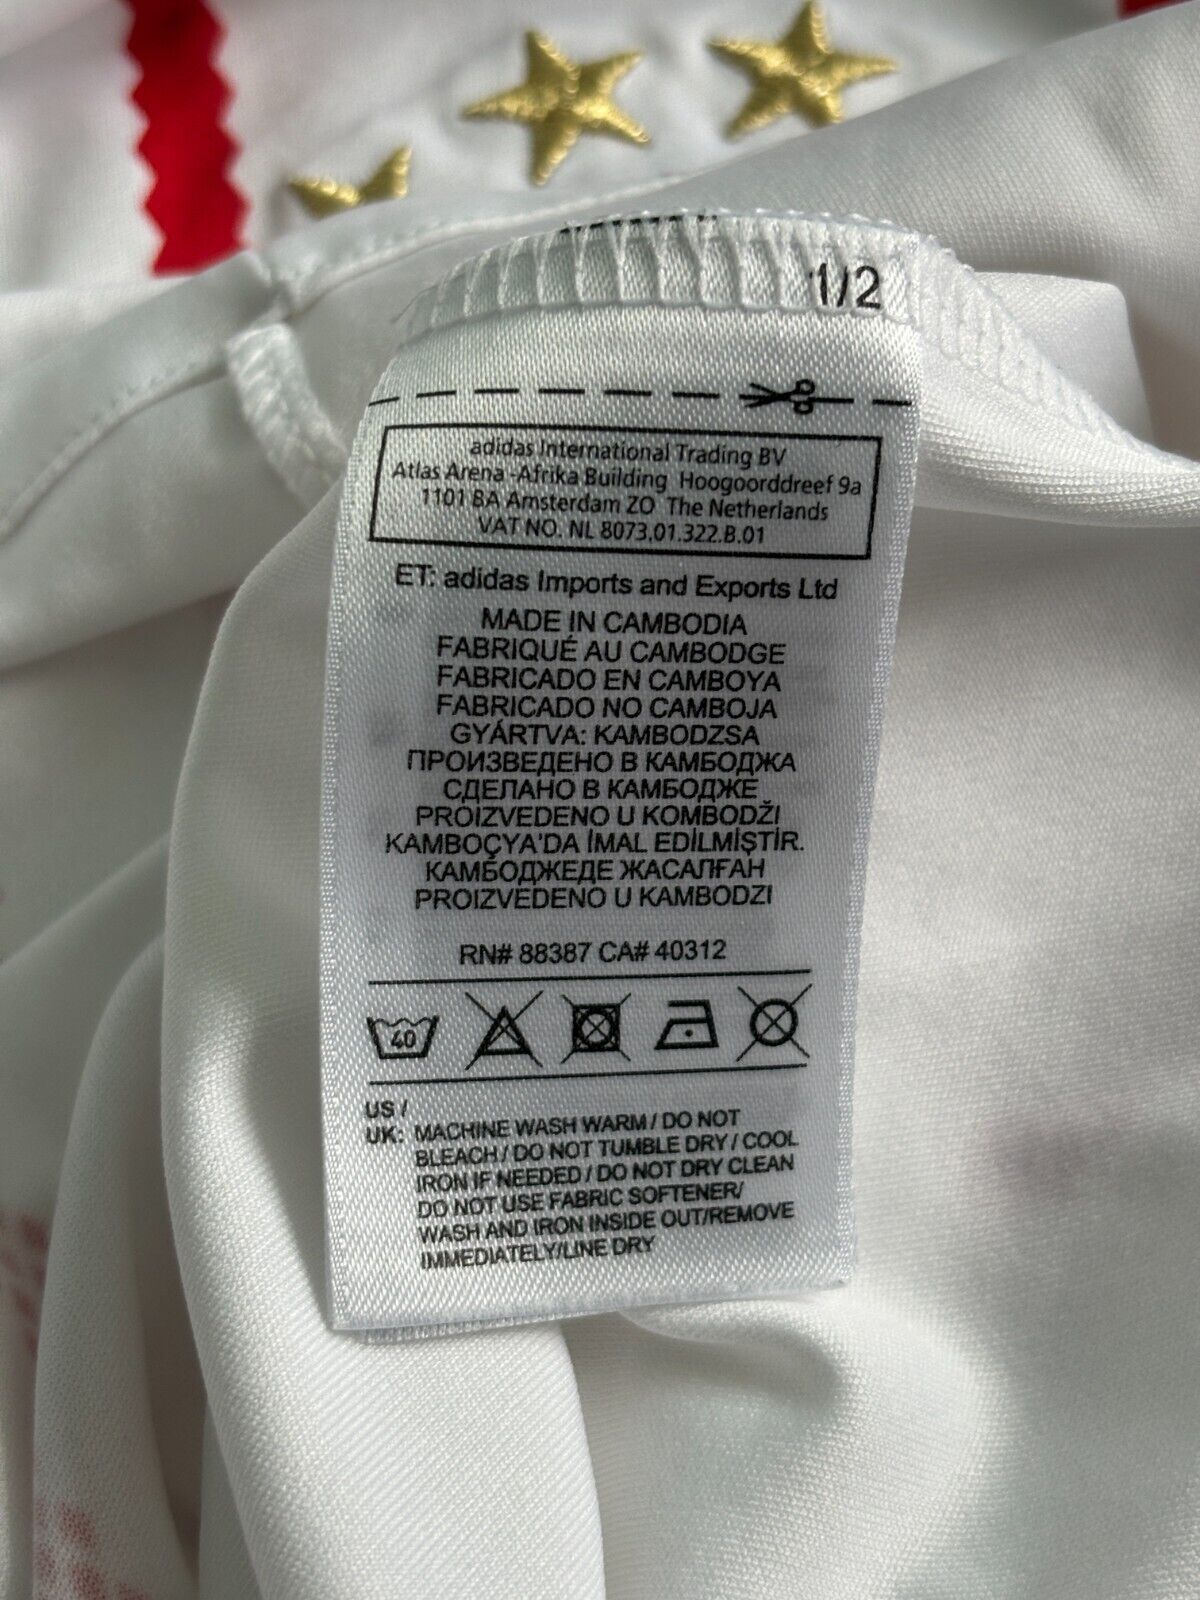 1/2
adidas International Trading BV
Atlas Arena -Afrika Building Hoogoorddreef 9a
1101 BA Amsterdam ZO The Netherlands
VAT NO. NL 8073.01.322.B.01
ET: adidas Imports and Exports Ltd
MADE IN CAMBODIA
FABRIQUÉ AU CAMBODGE
FABRICADO EN CAMBOYA
FABRICADO NO CAMBOJA
GYÁRTVA: KAMBODZSA
ПРОИЗВЕДЕНО В КАМБОДЖА
СДЕЛАНО В КАМБОДЖЕ
PROIZVEDENO U KOMBODŽI
KAMBOÇYA'DA İMAL EDİLMİŞTİR.
КАМБОДЖЕДЕ ЖАСАЛҒАН
PROIZVEDENO U KAMBODZI
RN# 88387 CA# 40312
40
US /
UK: MACHINE WASH WARM / DO NOT
BLEACH / DO NOT TUMBLE DRY / COOL
IRON IF NEEDED / DO NOT DRY CLEAN
DO NOT USE FABRIC SOFTENER/
WASH AND IRON INSIDE OUT/REMOVE
IMMEDIATELY/LINE DRY